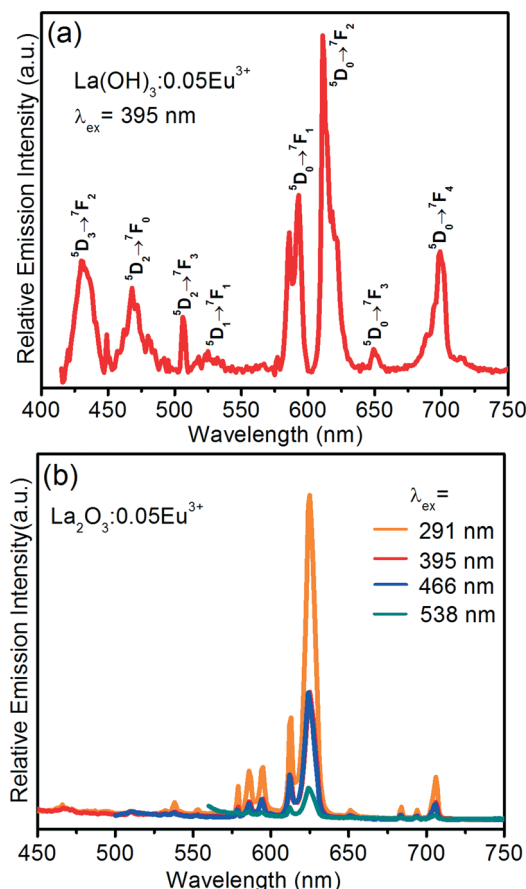 (a)
La(OH)₃:0.05Eu³⁺
λex= 395 nm
⁵D₃→⁷F₂
⁵D₂→⁷F₀
⁵D₂→⁷F₃
⁵D₁→⁷F₁
⁵D₀→⁷F₁
⁵D₀→⁷F₂
⁵D₀→⁷F₃
⁵D₀→⁷F₄
Relative Emission Intensity (a.u.)
400 450 500 550 600 650 700 750
Wavelength (nm)
(b)
La₂O₃:0.05Eu³⁺
λex=
291 nm
395 nm
466 nm
538 nm
Relative Emission Intensity(a.u.)
450 500 550 600 650 700 750
Wavelength (nm)